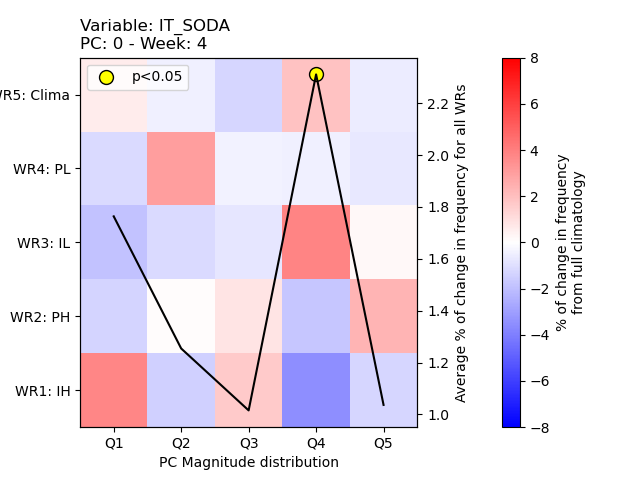 Variable: IT_SODA
PC: 0 - Week: 4
p<0.05
WR5: Clima
WR4: PL
WR3: IL
WR2: PH
WR1: IH
Q1 Q2 Q3 Q4 Q5
PC Magnitude distribution
2.2
2.0
1.8
1.6
1.4
1.2
1.0
Average % of change in frequency for all WRs
8
6
4
2
0
−2
−4
−6
−8
% of change in frequency
from full climatology